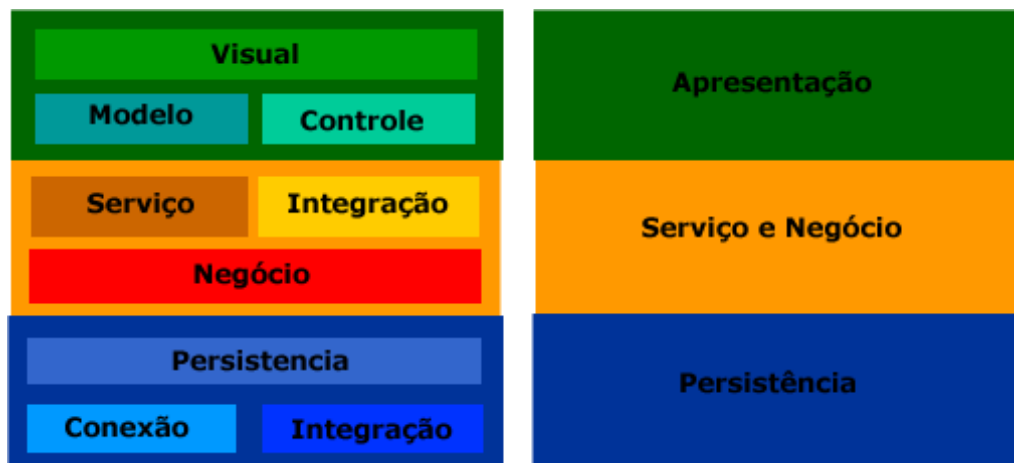 Visual
Modelo
Controle
Serviço
Integração
Negócio
Persistencia
Conexão
Integração
Apresentação
Serviço e Negócio
Persistência